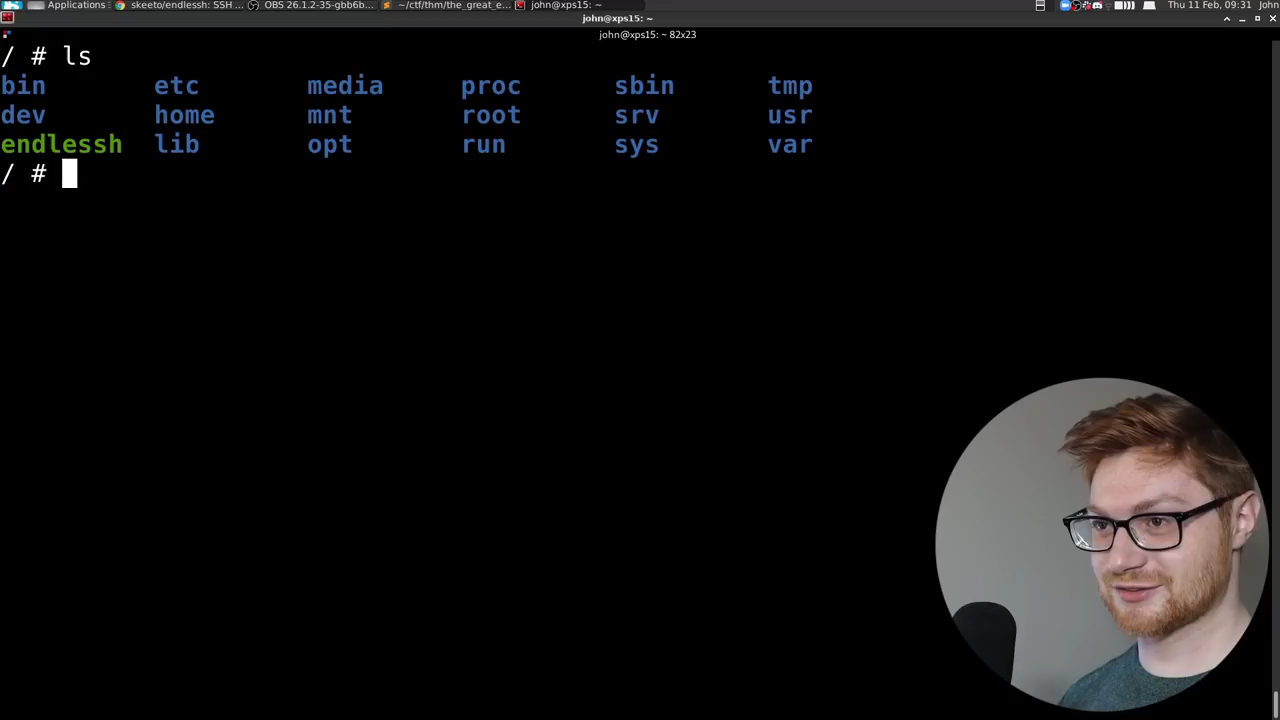 Applications
skeeto/endlessh: SSH ...
OBS 26.1.2-35-gbb6b...
~/ctf/thm/the_great_e...
john@xps15: ~
Thu 11 Feb, 09:31 John
john@xps15: ~
john@xps15: ~ 82x23
/ # ls
bin etc media proc sbin tmp
dev home mnt root srv usr
endlessh lib opt run sys var
/ #